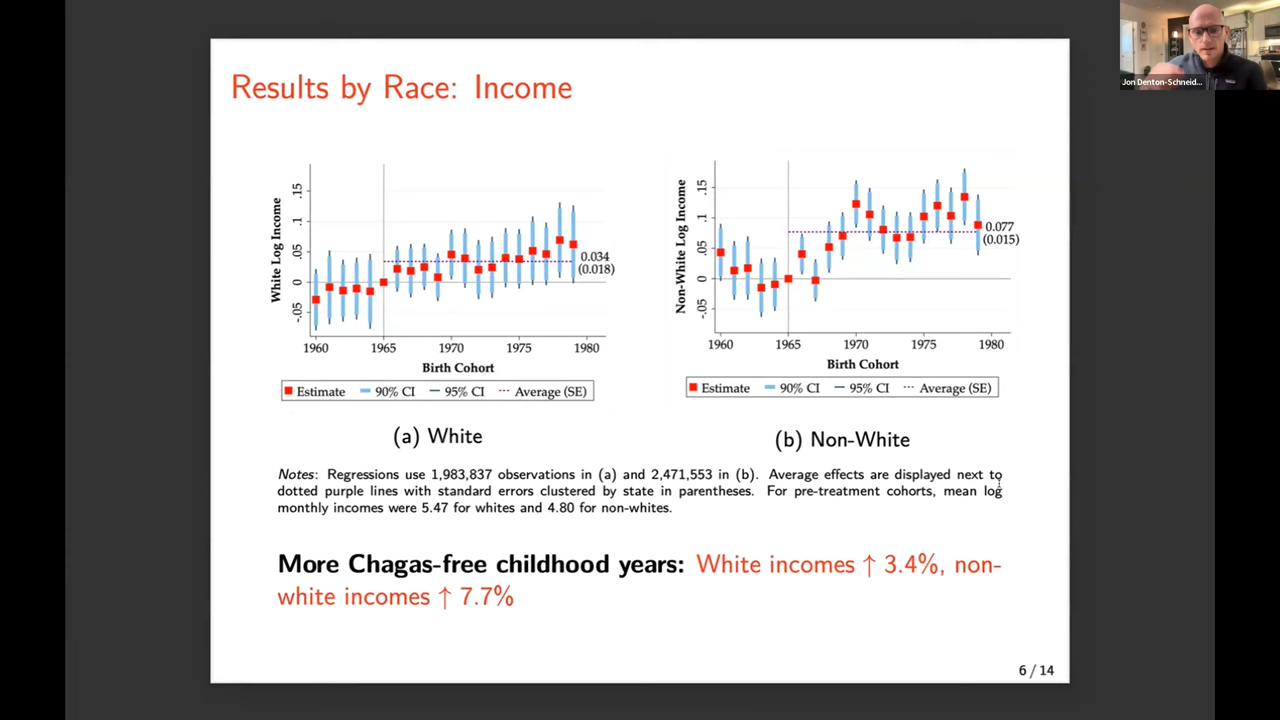 Jon Denton-Schneid...
Results by Race: Income
White Log Income
.15
.1
.05
0
-.05
0.034
(0.018)
1960 1965 1970 1975 1980
Birth Cohort
Estimate 90% CI 95% CI Average (SE)
(a) White
Non-White Log Income
.15
.1
.05
0
-.05
0.077
(0.015)
1960 1965 1970 1975 1980
Birth Cohort
Estimate 90% CI 95% CI Average (SE)
(b) Non-White
Notes: Regressions use 1,983,837 observations in (a) and 2,471,553 in (b). Average effects are displayed next to
dotted purple lines with standard errors clustered by state in parentheses. For pre-treatment cohorts, mean log
monthly incomes were 5.47 for whites and 4.80 for non-whites.
More Chagas-free childhood years: White incomes ↑ 3.4%, non-
white incomes ↑ 7.7%
6 / 14